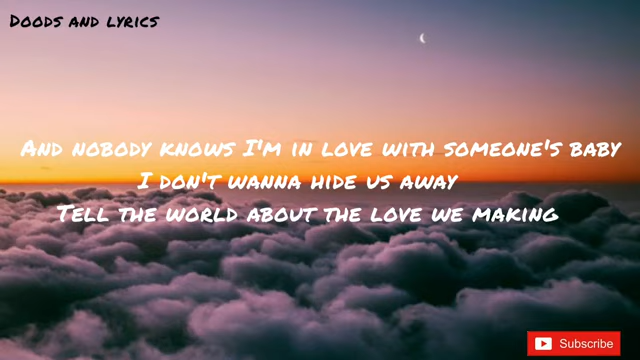 Doods and lyrics
And nobody knows I'm in love with someone's baby
I don't wanna hide us away
Tell the world about the love we making
Subscribe